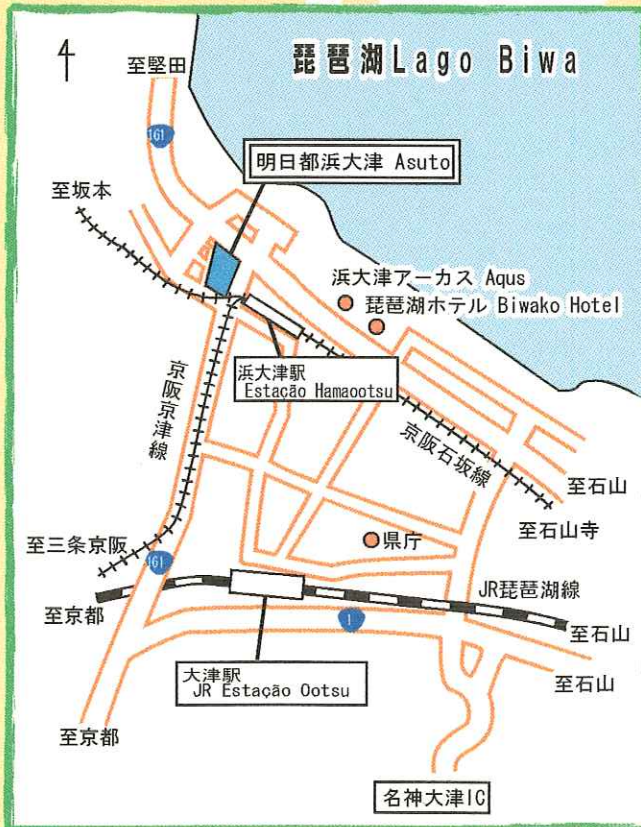 琵琶湖Lago Biwa
至堅田
161
明日都浜大津 Asuto
至坂本
浜大津アーカス Aqus
琵琶湖ホテル Biwako Hotel
浜大津駅
Estação Hamaootsu
京阪京津線
京阪石坂線
至石山
至石山寺
県庁
至三条京阪
161
JR琵琶湖線
至京都
1
至石山
大津駅
JR Estação Ootsu
至石山
至京都
名神大津IC